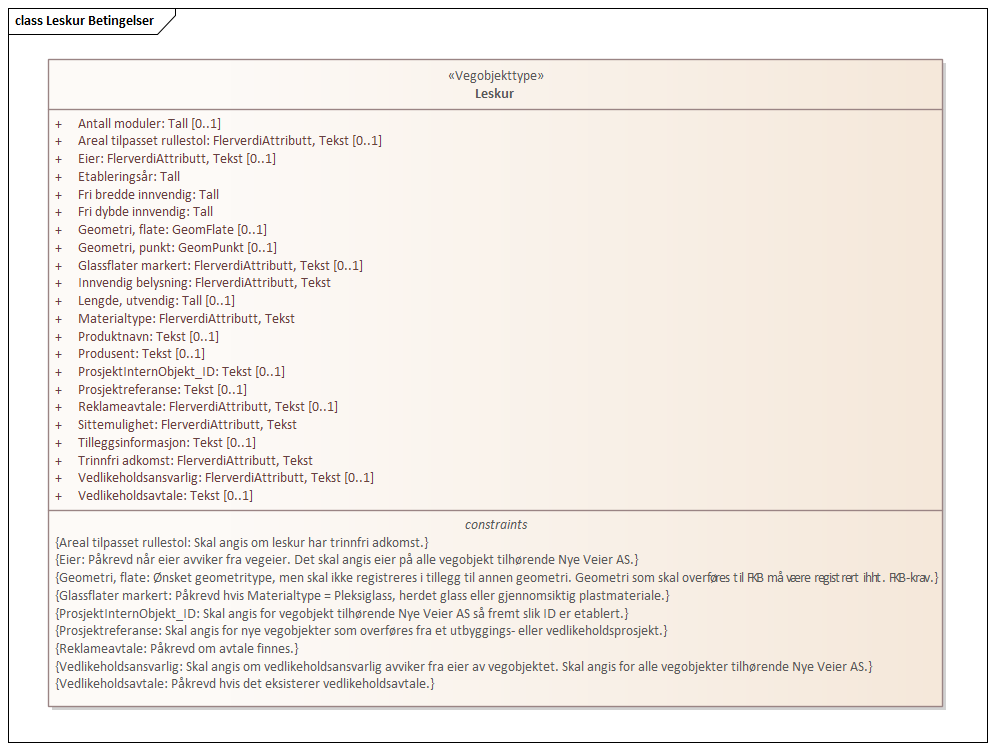 class Leskur Betingelser
«Vegobjekttype»
Leskur
+ Antall moduler: Tall [0..1]
+ Areal tilpasset rullestol: FlerverdiAttributt, Tekst [0..1]
+ Eier: FlerverdiAttributt, Tekst [0..1]
+ Etableringsår: Tall
+ Fri bredde innvendig: Tall
+ Fri dybde innvendig: Tall
+ Geometri, flate: GeomFlate [0..1]
+ Geometri, punkt: GeomPunkt [0..1]
+ Glassflater markert: FlerverdiAttributt, Tekst [0..1]
+ Innvendig belysning: FlerverdiAttributt, Tekst
+ Lengde, utvendig: Tall [0..1]
+ Materialtype: FlerverdiAttributt, Tekst
+ Produktnavn: Tekst [0..1]
+ Produsent: Tekst [0..1]
+ ProsjektInternObjekt_ID: Tekst [0..1]
+ Prosjektreferanse: Tekst [0..1]
+ Reklameavtale: FlerverdiAttributt, Tekst [0..1]
+ Sittemulighet: FlerverdiAttributt, Tekst
+ Tilleggsinformasjon: Tekst [0..1]
+ Trinnfri adkomst: FlerverdiAttributt, Tekst
+ Vedlikeholdsansvarlig: FlerverdiAttributt, Tekst [0..1]
+ Vedlikeholdsavtale: Tekst [0..1]
constraints
{Areal tilpasset rullestol: Skal angis om leskur har trinnfri adkomst.}
{Eier: Påkrevd når eier avviker fra vegeier. Det skal angis eier på alle vegobjekt tilhørende Nye Veier AS.}
{Geometri, flate: Ønsket geometritype, men skal ikke registreres i tillegg til annen geometri. Geometri som skal overføres til FKB må være registrert ihht. FKB-krav.}
{Glassflater markert: Påkrevd hvis Materialtype = Pleksiglass, herdet glass eller gjennomsiktig plastmateriale.}
{ProsjektInternObjekt_ID: Skal angis for vegobjekt tilhørende Nye Veier AS så fremt slik ID er etablert.}
{Prosjektreferanse: Skal angis for nye vegobjekter som overføres fra et utbyggings- eller vedlikeholdsprosjekt.}
{Reklameavtale: Påkrevd om avtale finnes.}
{Vedlikeholdsansvarlig: Skal angis om vedlikeholdsansvarlig avviker fra eier av vegobjektet. Skal angis for alle vegobjekter tilhørende Nye Veier AS.}
{Vedlikeholdsavtale: Påkrevd hvis det eksisterer vedlikeholdsavtale.}